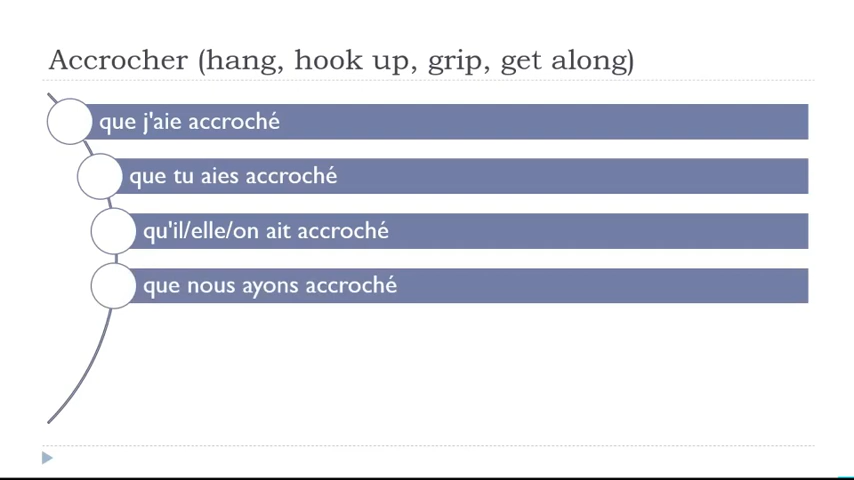 Accrocher (hang, hook up, grip, get along)
que j'aie accroché
que tu aies accroché
qu'il/elle/on ait accroché
que nous ayons accroché